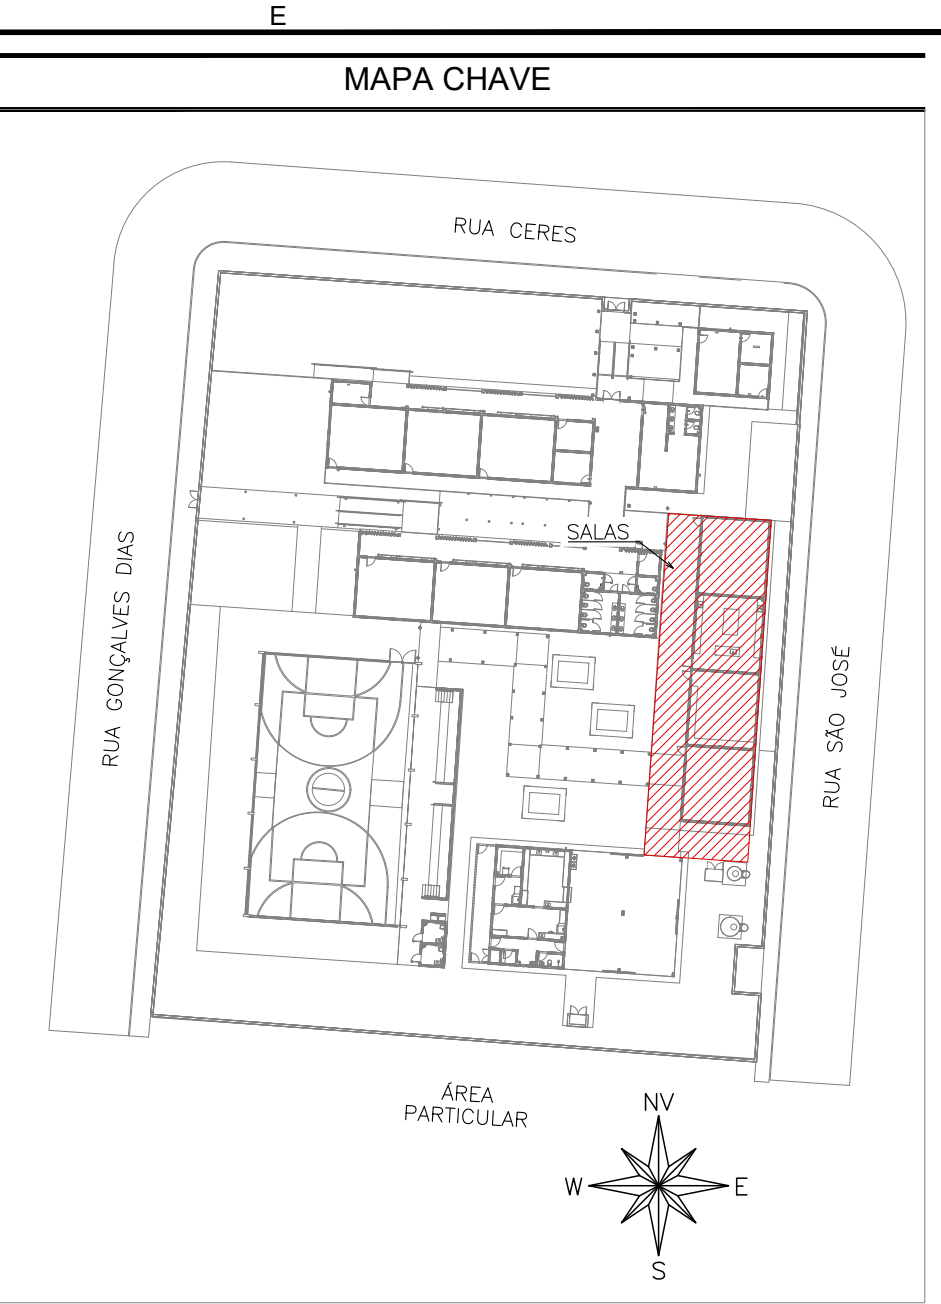 E
MAPA CHAVE
RUA CERES
SALAS
RUA GONÇALVES DIAS
RUA SÃO JOSÉ
ÁREA
PARTICULAR
NV
W
E
S